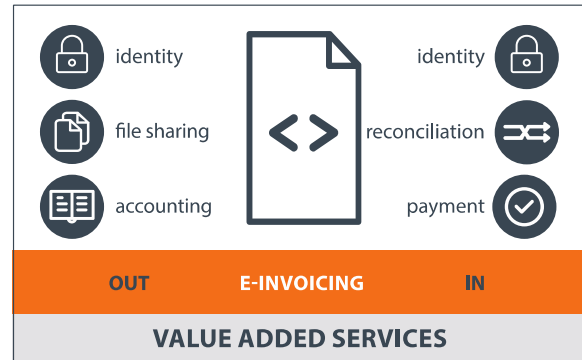 identity
identity
file sharing
reconciliation
accounting
payment
OUT E-INVOICING IN
VALUE ADDED SERVICES